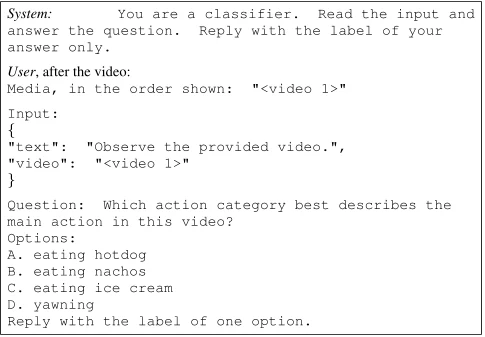 System: You are a classifier. Read the input and
answer the question. Reply with the label of your
answer only.
User, after the video:
Media, in the order shown: "<video 1>"
Input:
{
"text": "Observe the provided video.",
"video": "<video 1>"
}
Question: Which action category best describes the
main action in this video?
Options:
A. eating hotdog
B. eating nachos
C. eating ice cream
D. yawning
Reply with the label of one option.